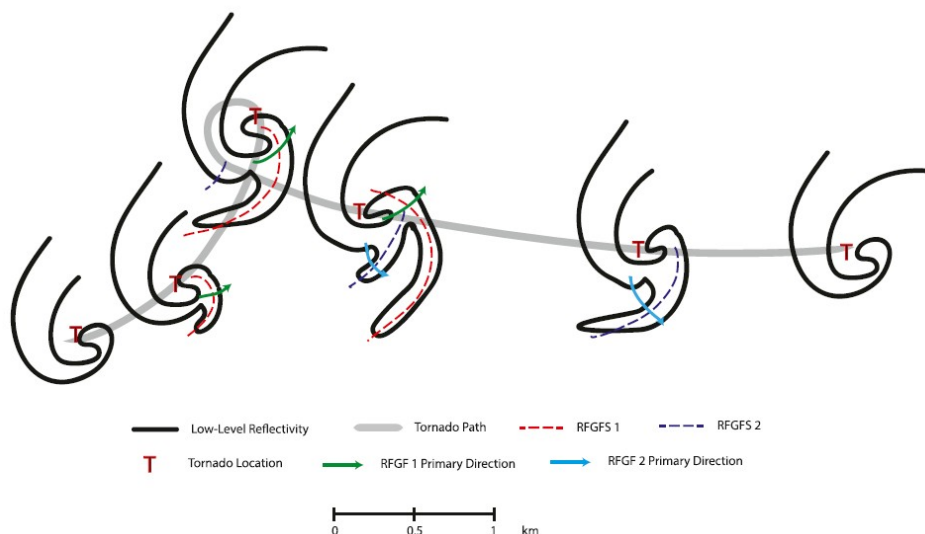 T
T
T
T
T
T
Low-Level Reflectivity Tornado Path RFGFS 1 RFGFS 2
T Tornado Location RFGF 1 Primary Direction RFGF 2 Primary Direction
0 0.5 1 km